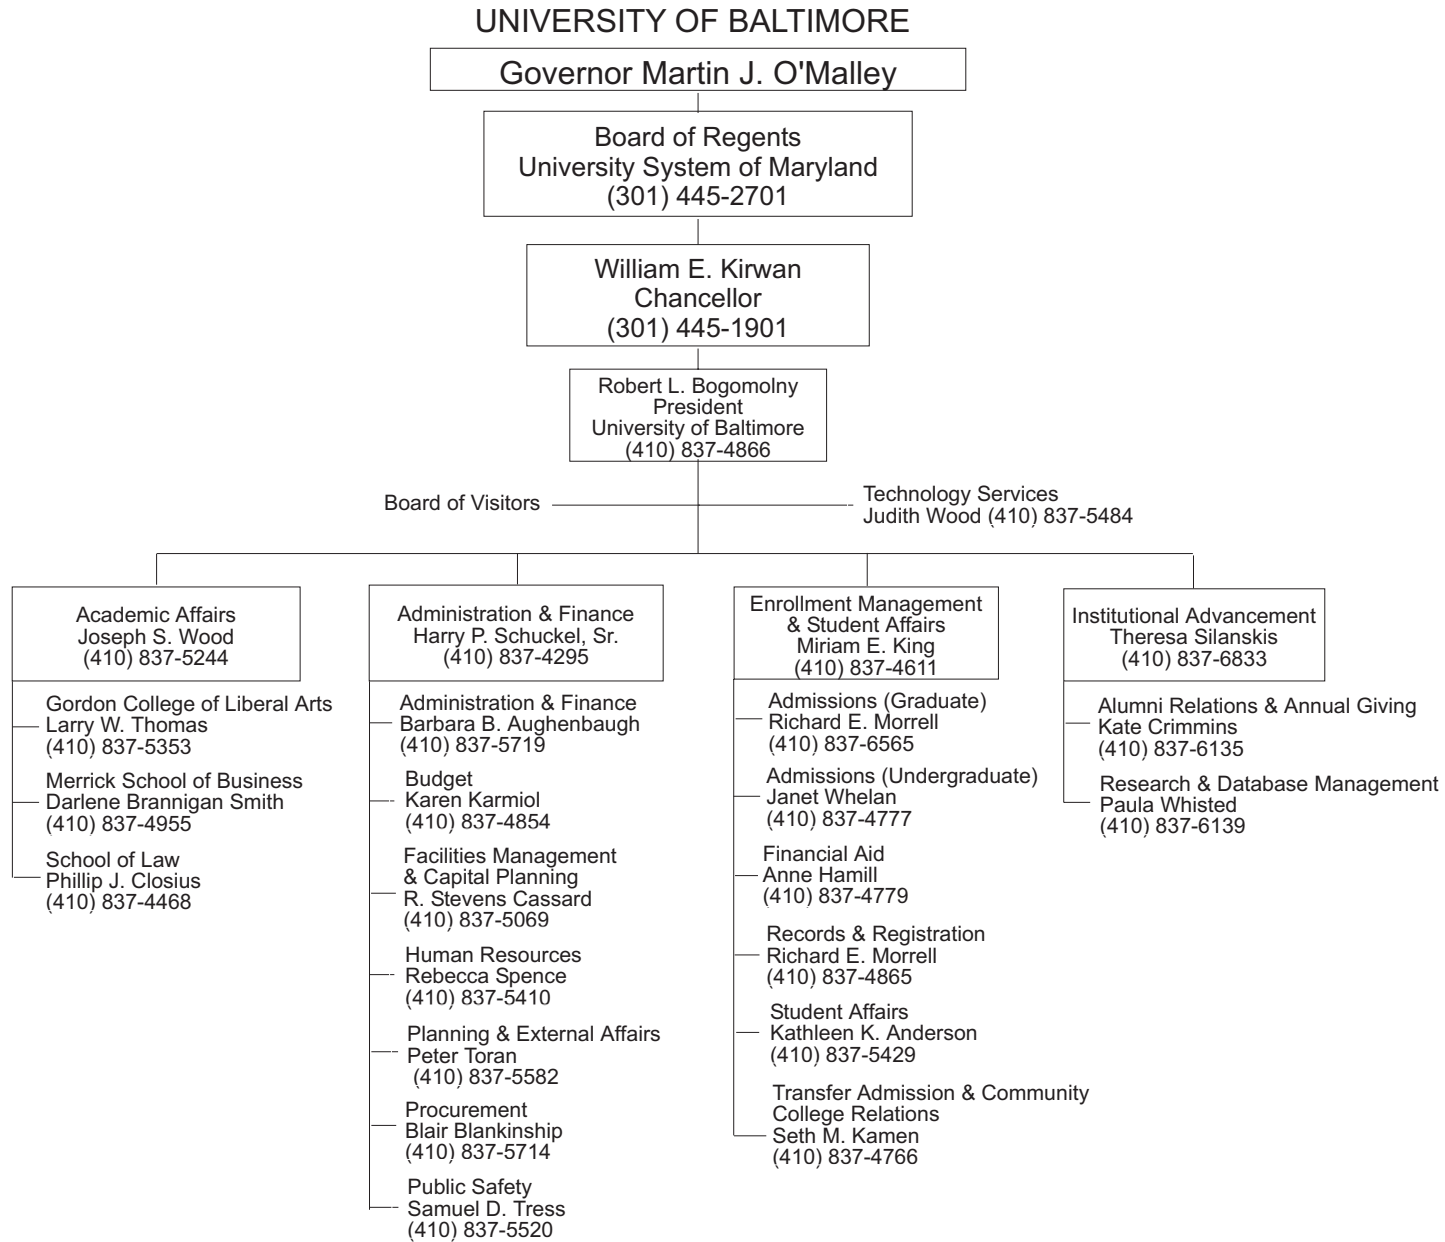 UNIVERSITY OF BALTIMORE
Governor Martin J. O'Malley
Board of Regents
University System of Maryland
(301) 445-2701
William E. Kirwan
Chancellor
(301) 445-1901
Robert L. Bogomolny
President
University of Baltimore
(410) 837-4866
Board of Visitors
Technology Services
Judith Wood (410) 837-5484
Academic Affairs
Joseph S. Wood
(410) 837-5244
Gordon College of Liberal Arts
Larry W. Thomas
(410) 837-5353
Merrick School of Business
Darlene Brannigan Smith
(410) 837-4955
School of Law
Phillip J. Closius
(410) 837-4468
Administration & Finance
Harry P. Schuckel, Sr.
(410) 837-4295
Administration & Finance
Barbara B. Aughenbaugh
(410) 837-5719
Budget
Karen Karmiol
(410) 837-4854
Facilities Management
& Capital Planning
R. Stevens Cassard
(410) 837-5069
Human Resources
Rebecca Spence
(410) 837-5410
Planning & External Affairs
Peter Toran
(410) 837-5582
Procurement
Blair Blankinship
(410) 837-5714
Public Safety
Samuel D. Tress
(410) 837-5520
Enrollment Management
& Student Affairs
Miriam E. King
(410) 837-4611
Admissions (Graduate)
Richard E. Morrell
(410) 837-6565
Admissions (Undergraduate)
Janet Whelan
(410) 837-4777
Financial Aid
Anne Hamill
(410) 837-4779
Records & Registration
Richard E. Morrell
(410) 837-4865
Student Affairs
Kathleen K. Anderson
(410) 837-5429
Transfer Admission & Community
College Relations
Seth M. Kamen
(410) 837-4766
Institutional Advancement
Theresa Silanskis
(410) 837-6833
Alumni Relations & Annual Giving
Kate Crimmins
(410) 837-6135
Research & Database Management
Paula Whisted
(410) 837-6139